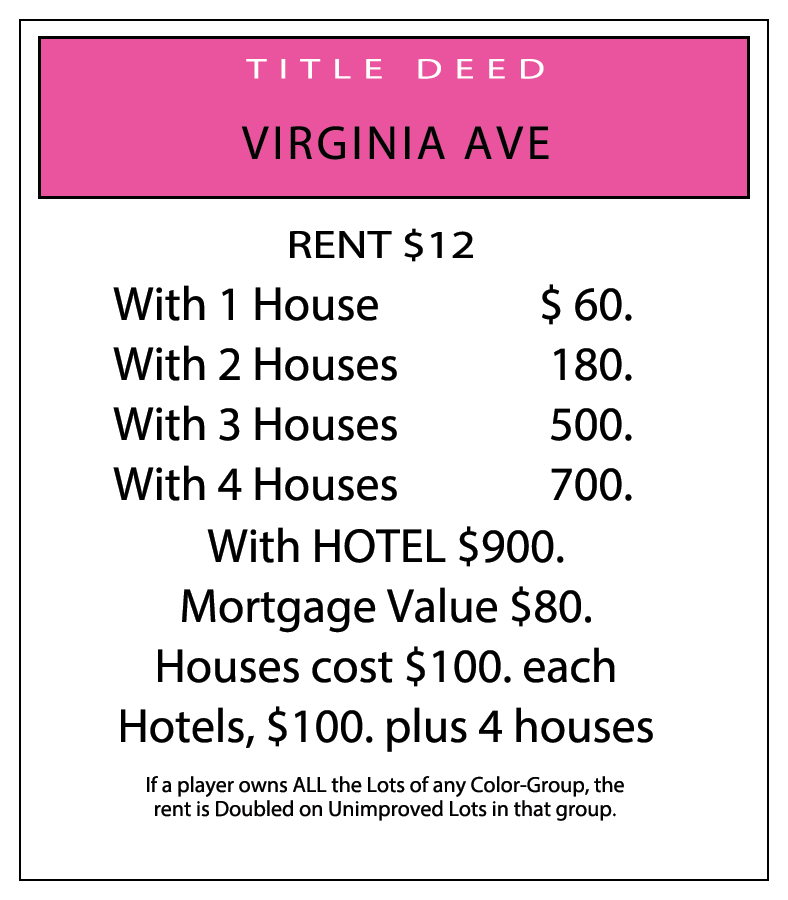 TITLE DEED
VIRGINIA AVE
RENT $12
With 1 House $ 60.
With 2 Houses 180.
With 3 Houses 500.
With 4 Houses 700.
With HOTEL $900.
Mortgage Value $80.
Houses cost $100. each
Hotels, $100. plus 4 houses
If a player owns ALL the Lots of any Color-Group, the
rent is Doubled on Unimproved Lots in that group.